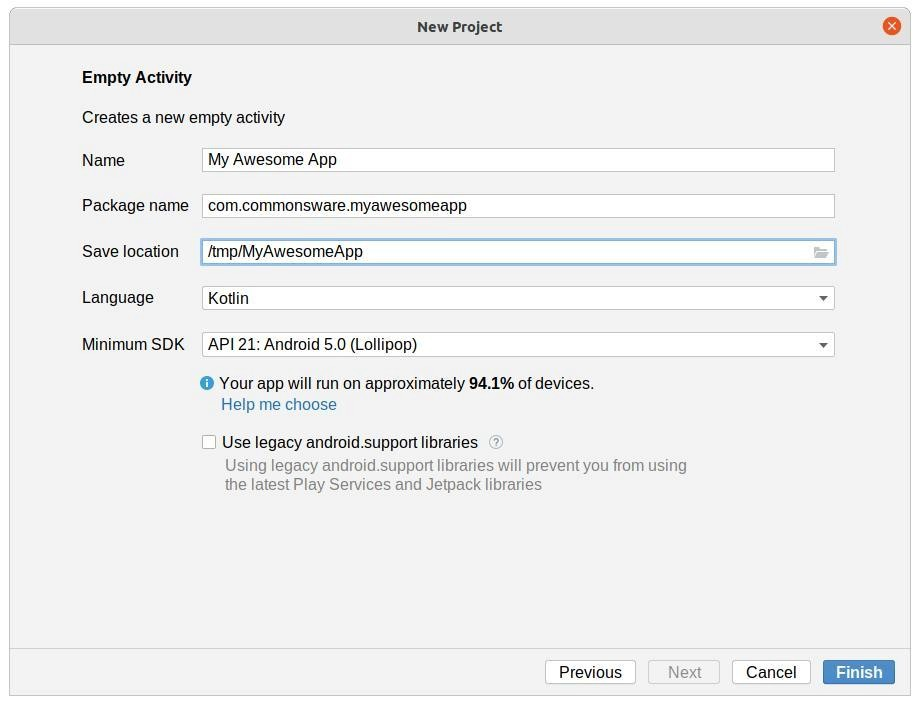 New Project
Empty Activity
Creates a new empty activity
Name My Awesome App
Package name com.commonsware.myawesomeapp
Save location /tmp/MyAwesomeApp
Language Kotlin
Minimum SDK API 21: Android 5.0 (Lollipop)
Your app will run on approximately 94.1% of devices.
Help me choose
Use legacy android.support libraries ?
Using legacy android.support libraries will prevent you from using
the latest Play Services and Jetpack libraries
Previous Next Cancel Finish